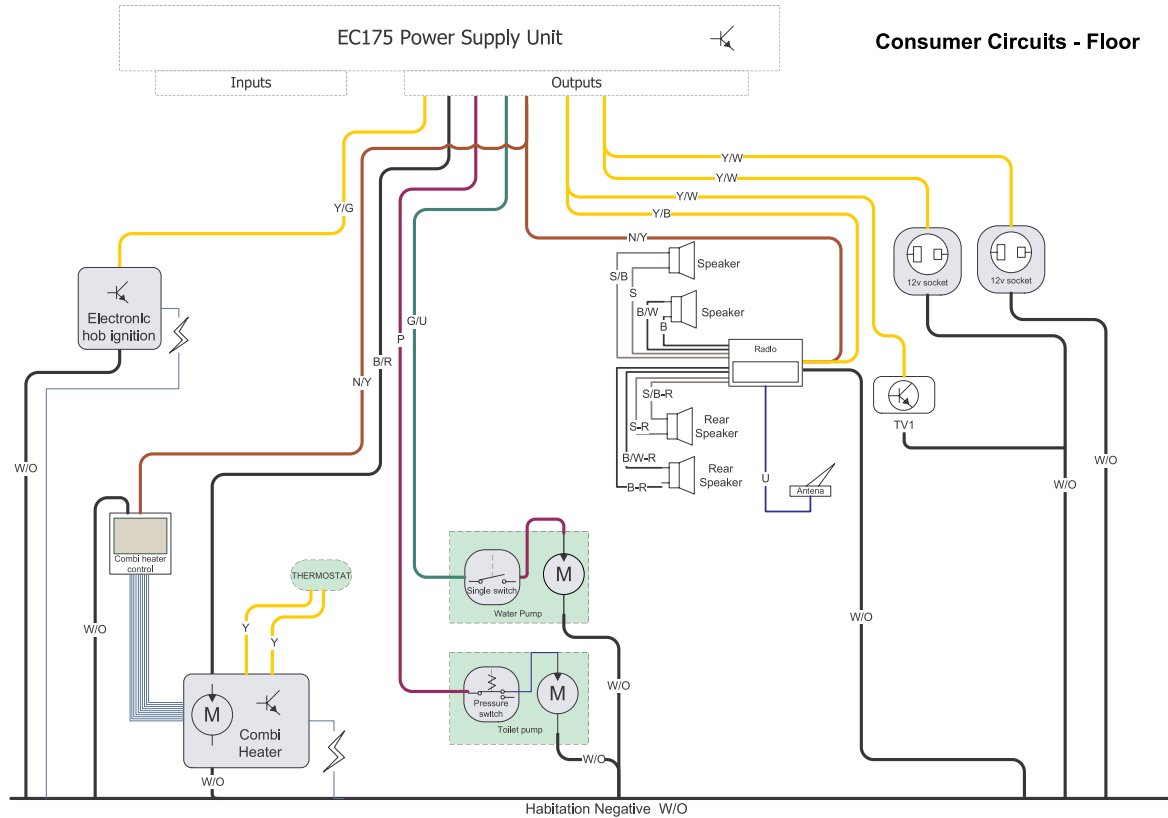 EC175 Power Supply Unit
Consumer Circuits - Floor
Inputs
Outputs
Y/W
Y/W
Y/W
Y/G
Y/B
N/Y
Speaker
S/B
S
12v socket
12v socket
Speaker
B/W
B
G/U
P
Electronic
hob ignition
Radio
B/R
N/Y
S/B-R
TV1
Rear
Speaker
S-R
B/W-R
Rear
Speaker
B-R
U
Antena
W/O
W/O
W/O
Combi heater
control
THERMOSTAT
M
Single switch
Water Pump
W/O
W/O
Y
Y
W/O
M
Pressure
switch
Toilet pump
M
Combi
Heater
W/O
W/O
Habitation Negative W/O